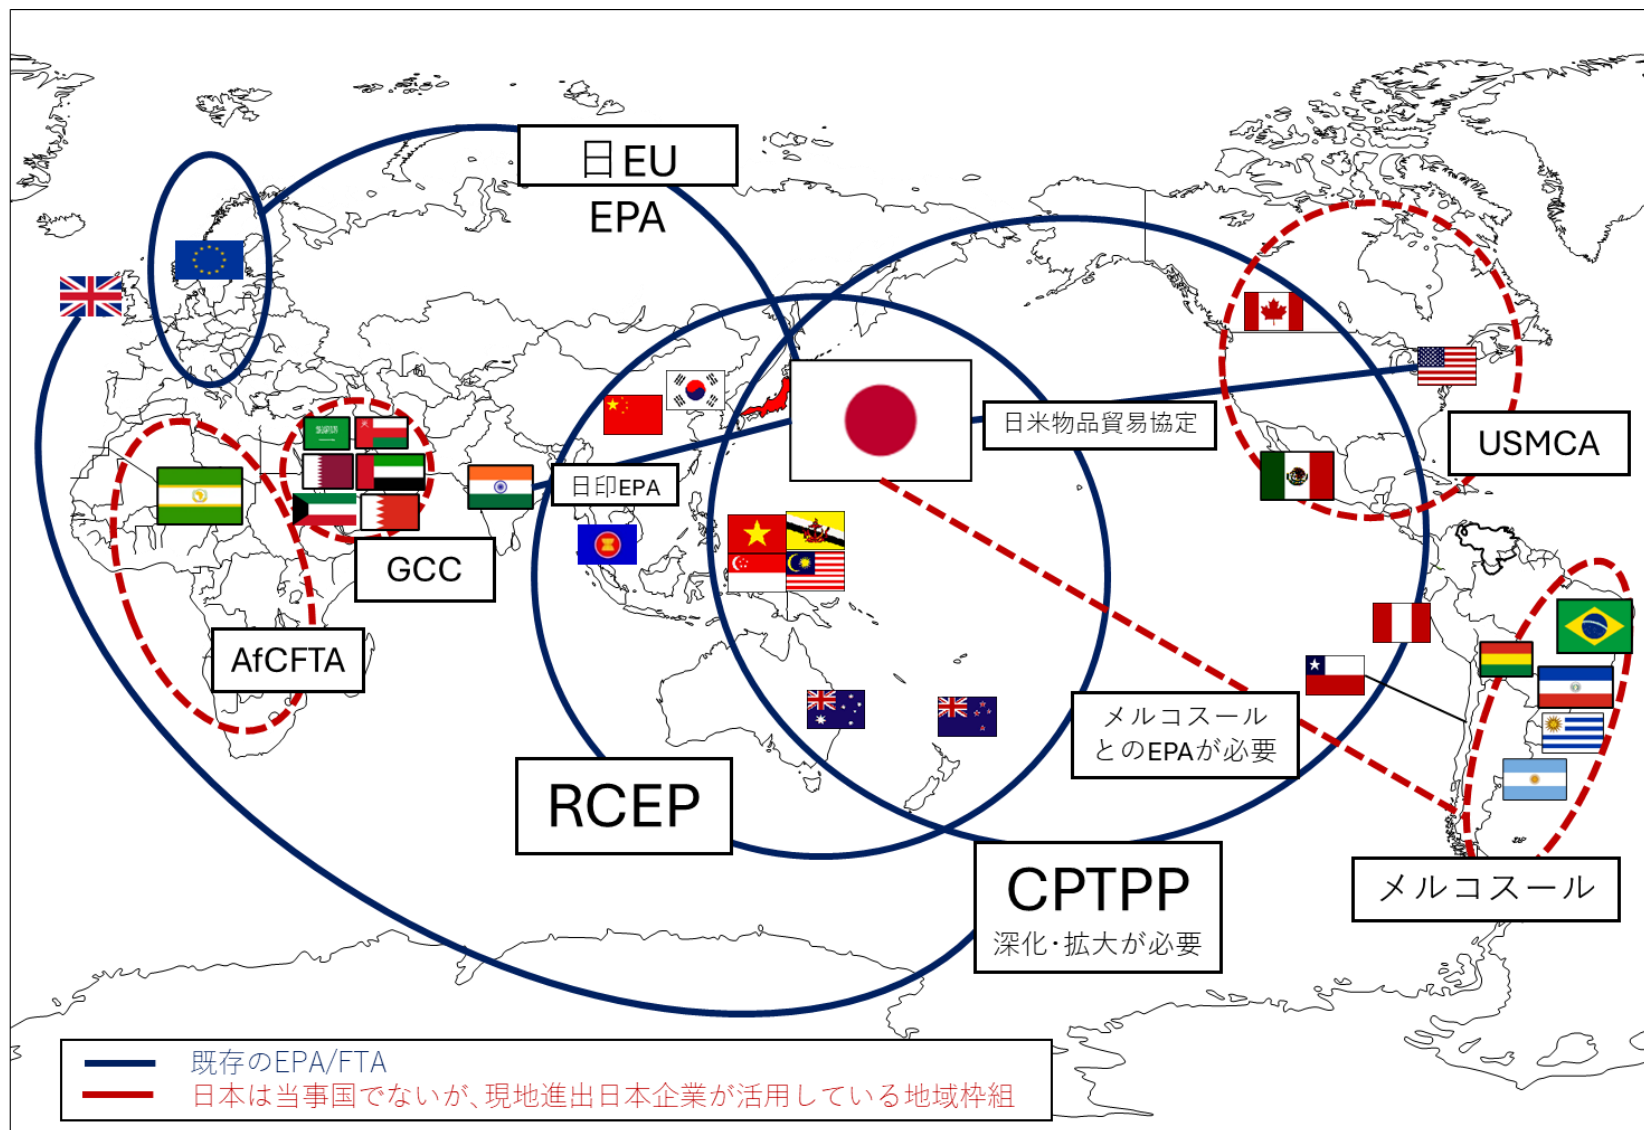 日EU
EPA
日米物品貿易協定
USMCA
日印EPA
GCC
AfCFTA
メルコスール
とのEPAが必要
RCEP
CPTPP
深化・拡大が必要
メルコスール
既存のEPA/FTA
日本は当事国でないが、現地進出日本企業が活用している地域枠組